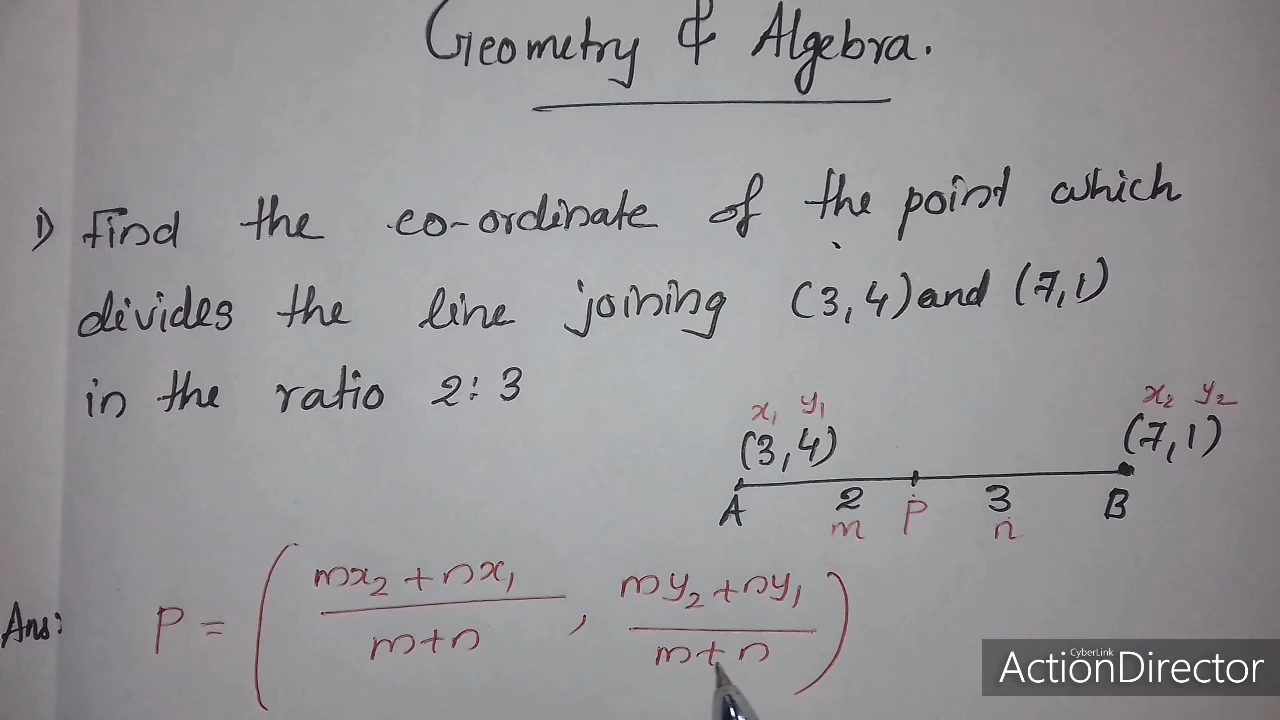 Geometry & Algebra.
1) Find the co-ordinate of the point which
divides the line joining (3,4) and (7,1)
in the ratio 2:3
x₁ y₁ x₂ y₂
(3,4) (7,1)
A 2 3 B
m P n
Ans: P = ( mx₂+nx₁ / m+n , my₂+ny₁ / m+n )
CyberLink
ActionDirector